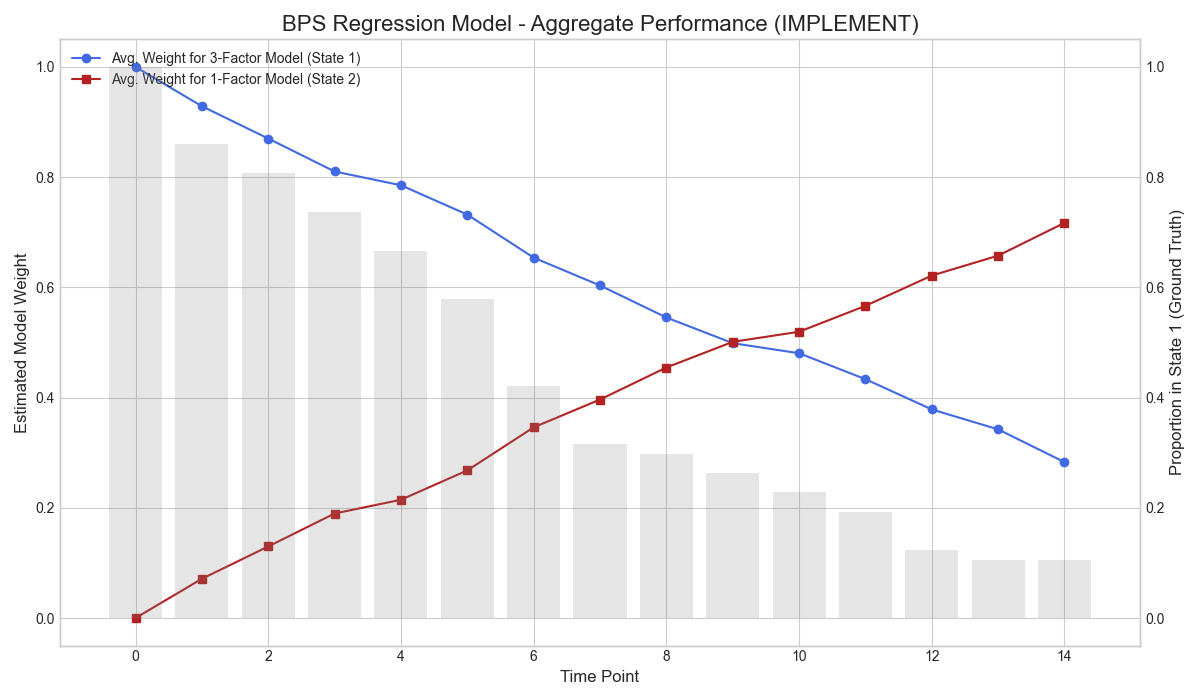 BPS Regression Model - Aggregate Performance (IMPLEMENT)
Avg. Weight for 3-Factor Model (State 1)
Avg. Weight for 1-Factor Model (State 2)
Estimated Model Weight
1.0
0.8
0.6
0.4
0.2
0.0
1.0
0.8
0.6
0.4
0.2
0.0
Proportion in State 1 (Ground Truth)
0 2 4 6 8 10 12 14
Time Point